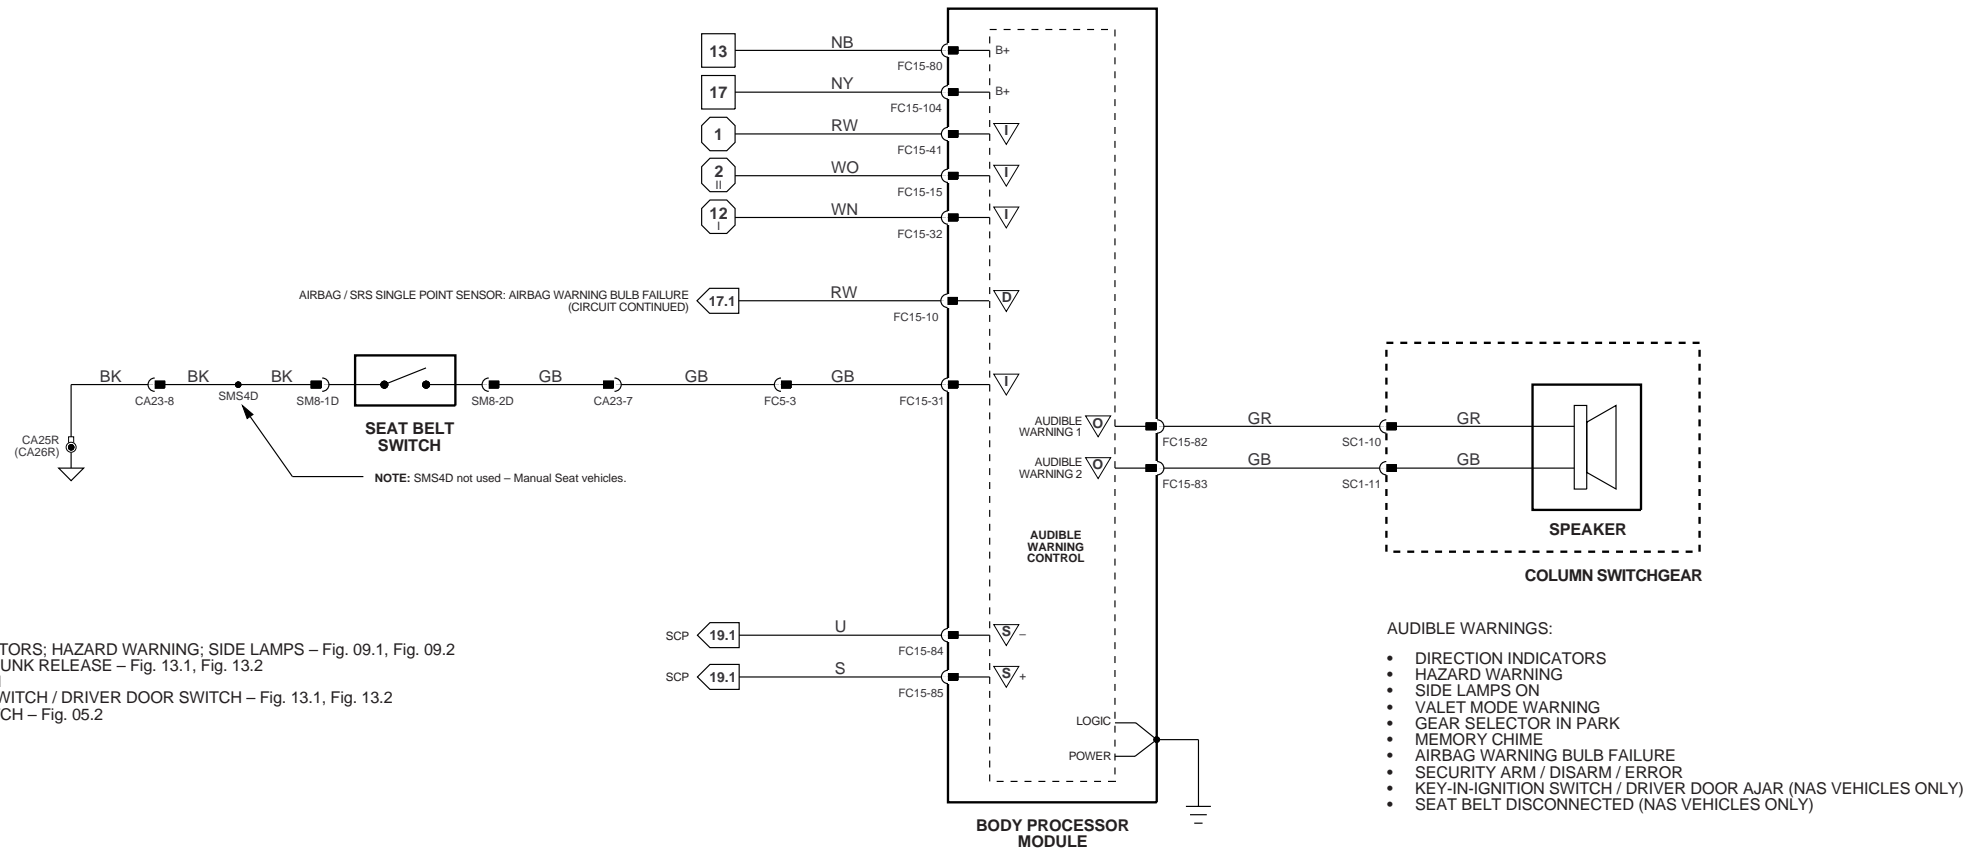 13 NB FC15-80 B+
17 NY FC15-104 B+
1 RW FC15-41 I
2 II WO FC15-15 I
12 I WN FC15-32 I
AIRBAG / SRS SINGLE POINT SENSOR: AIRBAG WARNING BULB FAILURE
(CIRCUIT CONTINUED)
17.1 RW FC15-10 D
BK CA23-8 BK SMS4D BK SM8-1D SM8-2D GB CA23-7 GB FC5-3 GB FC15-31 I
SEAT BELT
SWITCH
CA25R
(CA26R)
NOTE: SMS4D not used – Manual Seat vehicles.
AUDIBLE
WARNING 1
O FC15-82 GR SC1-10 GR
AUDIBLE
WARNING 2
O FC15-83 GB SC1-11 GB
SPEAKER
COLUMN SWITCHGEAR
AUDIBLE
WARNING
CONTROL
SCP 19.1 U FC15-84 S –
SCP 19.1 S FC15-85 S +
LOGIC
POWER
BODY PROCESSOR
MODULE
TORS; HAZARD WARNING; SIDE LAMPS – Fig. 09.1, Fig. 09.2
UNK RELEASE – Fig. 13.1, Fig. 13.2
WITCH / DRIVER DOOR SWITCH – Fig. 13.1, Fig. 13.2
CH – Fig. 05.2
AUDIBLE WARNINGS:
• DIRECTION INDICATORS
• HAZARD WARNING
• SIDE LAMPS ON
• VALET MODE WARNING
• GEAR SELECTOR IN PARK
• MEMORY CHIME
• AIRBAG WARNING BULB FAILURE
• SECURITY ARM / DISARM / ERROR
• KEY-IN-IGNITION SWITCH / DRIVER DOOR AJAR (NAS VEHICLES ONLY)
• SEAT BELT DISCONNECTED (NAS VEHICLES ONLY)